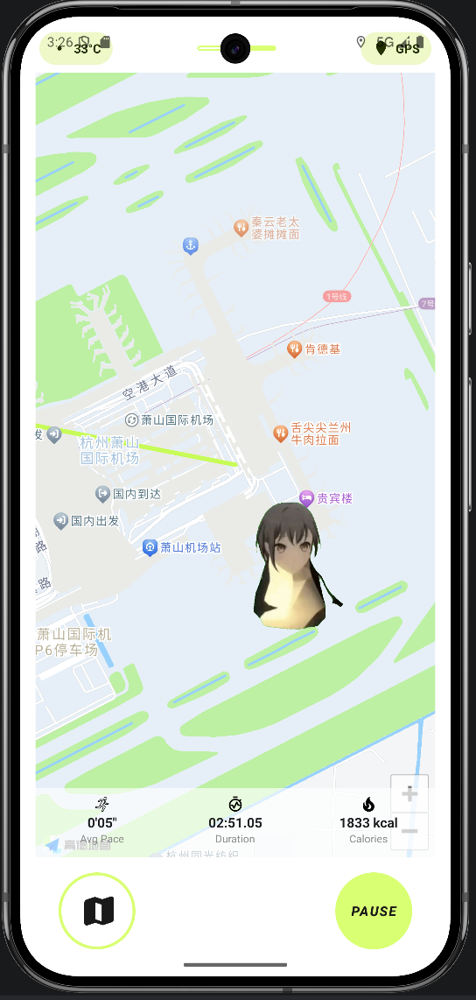 3:26
5G
33°C
GPS
秦云老太
婆摊摊面
1号线
7号
肯德基
空港大道
萧山国际机场
舌尖尖兰州
牛肉拉面
发
杭州萧山
国际机场
国内到达
贵宾楼
国内出发
萧山机场站
路
路
萧山国际机
P6停车场
0'05"
02:51.05
1833 kcal
Avg Pace
Duration
Calories
高德地图
杭州同兴纺织
PAUSE